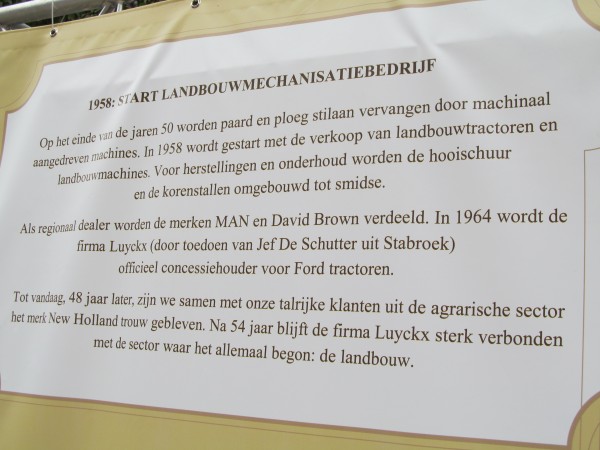 1958: START LANDBOUWMECHANISATIEBEDRIJF
Op het einde van de jaren 50 worden paard en ploeg stilaan vervangen door machinaal
aangedreven machines. In 1958 wordt gestart met de verkoop van landbouwtractoren en
landbouwmachines. Voor herstellingen en onderhoud worden de hooischuur
en de korenstallen omgebouwd tot smidse.
Als regionaal dealer worden de merken MAN en David Brown verdeeld. In 1964 wordt de
firma Luyckx (door toedoen van Jef De Schutter uit Stabroek)
officieel concessiehouder voor Ford tractoren.
Tot vandaag, 48 jaar later, zijn we samen met onze talrijke klanten uit de agrarische sector
het merk New Holland trouw gebleven. Na 54 jaar blijft de firma Luyckx sterk verbonden
met de sector waar het allemaal begon: de landbouw.